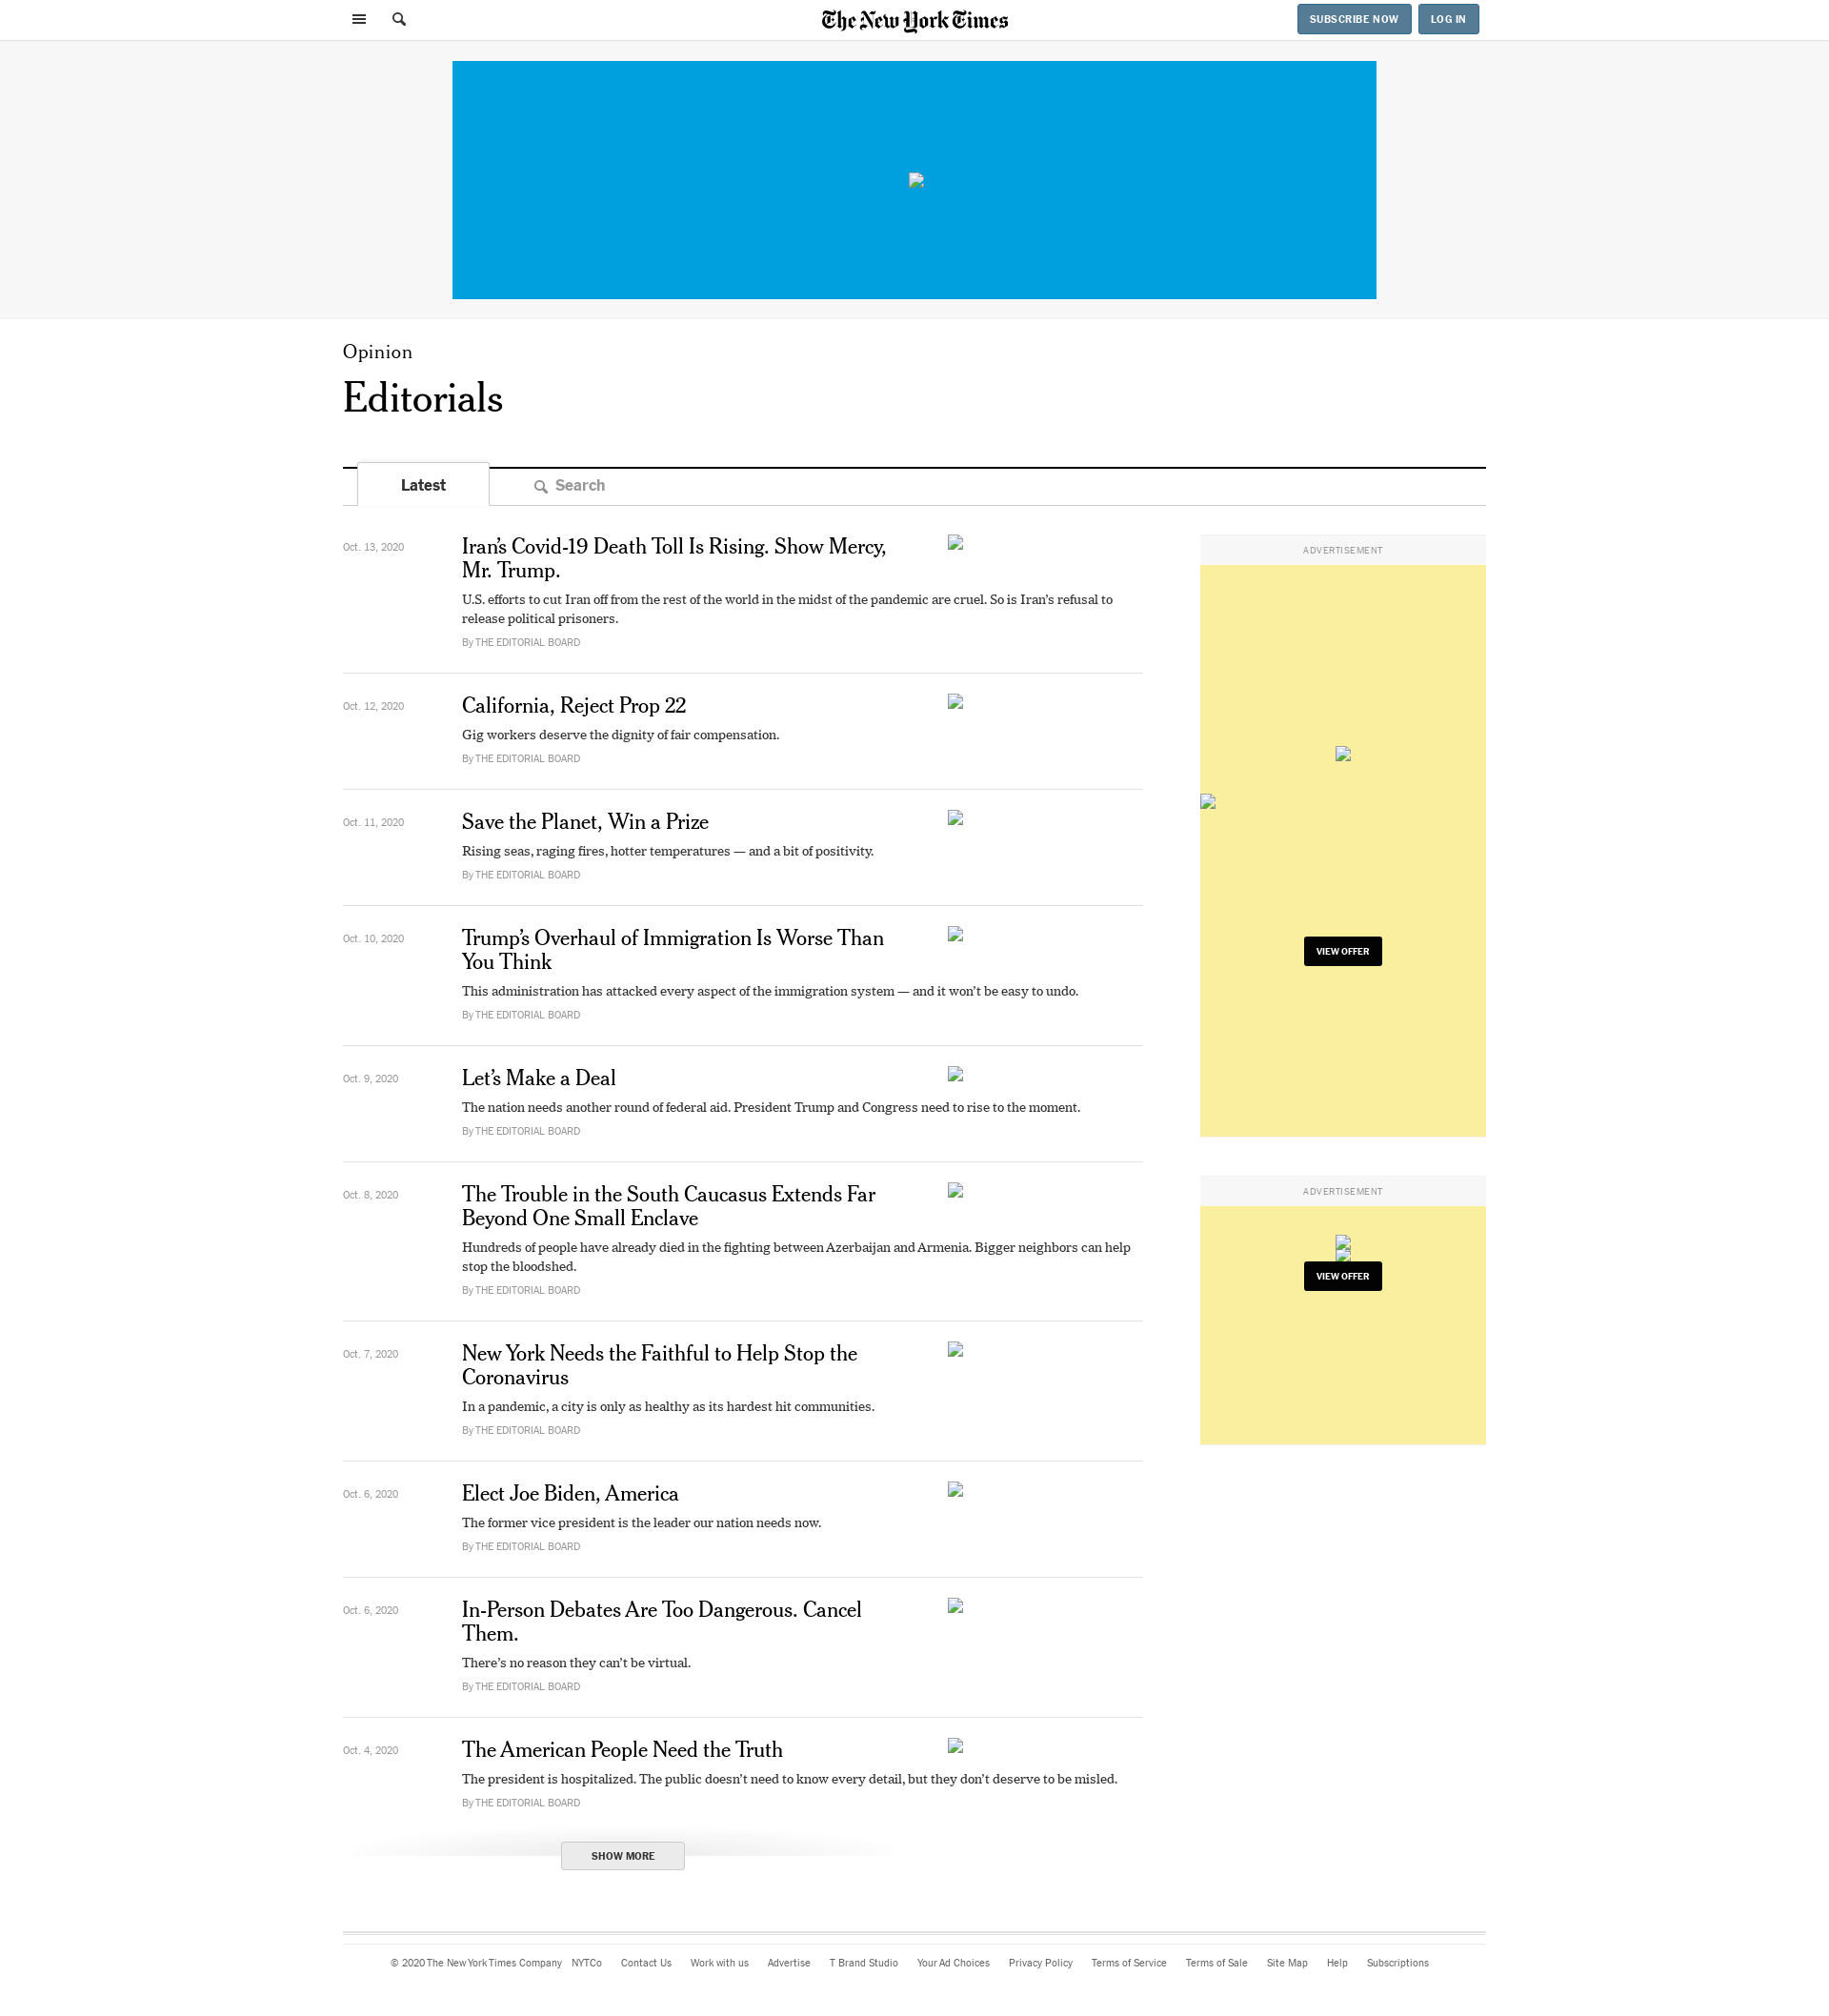 The New York Times
SUBSCRIBE NOW
LOG IN
Opinion
Editorials
Latest
Search
Oct. 13, 2020
Iran’s Covid-19 Death Toll Is Rising. Show Mercy,
Mr. Trump.
U.S. efforts to cut Iran off from the rest of the world in the midst of the pandemic are cruel. So is Iran’s refusal to
release political prisoners.
By THE EDITORIAL BOARD
Oct. 12, 2020
California, Reject Prop 22
Gig workers deserve the dignity of fair compensation.
By THE EDITORIAL BOARD
Oct. 11, 2020
Save the Planet, Win a Prize
Rising seas, raging fires, hotter temperatures — and a bit of positivity.
By THE EDITORIAL BOARD
Oct. 10, 2020
Trump’s Overhaul of Immigration Is Worse Than
You Think
This administration has attacked every aspect of the immigration system — and it won’t be easy to undo.
By THE EDITORIAL BOARD
Oct. 9, 2020
Let’s Make a Deal
The nation needs another round of federal aid. President Trump and Congress need to rise to the moment.
By THE EDITORIAL BOARD
Oct. 8, 2020
The Trouble in the South Caucasus Extends Far
Beyond One Small Enclave
Hundreds of people have already died in the fighting between Azerbaijan and Armenia. Bigger neighbors can help
stop the bloodshed.
By THE EDITORIAL BOARD
Oct. 7, 2020
New York Needs the Faithful to Help Stop the
Coronavirus
In a pandemic, a city is only as healthy as its hardest hit communities.
By THE EDITORIAL BOARD
Oct. 6, 2020
Elect Joe Biden, America
The former vice president is the leader our nation needs now.
By THE EDITORIAL BOARD
Oct. 6, 2020
In-Person Debates Are Too Dangerous. Cancel
Them.
There’s no reason they can’t be virtual.
By THE EDITORIAL BOARD
Oct. 4, 2020
The American People Need the Truth
The president is hospitalized. The public doesn’t need to know every detail, but they don’t deserve to be misled.
By THE EDITORIAL BOARD
SHOW MORE
ADVERTISEMENT
VIEW OFFER
ADVERTISEMENT
VIEW OFFER
© 2020 The New York Times Company NYTCo Contact Us Work with us Advertise T Brand Studio Your Ad Choices Privacy Policy Terms of Service Terms of Sale Site Map Help Subscriptions